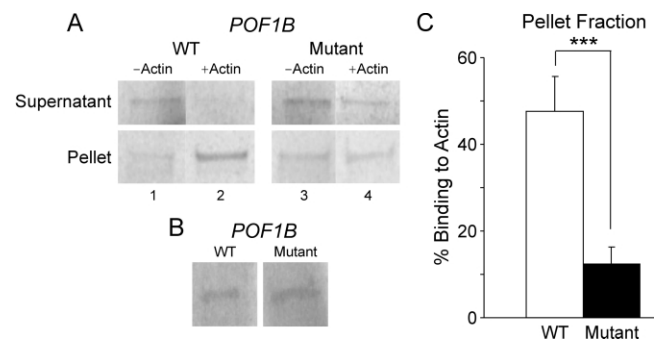 A
POF1B
WT Mutant
−Actin +Actin −Actin +Actin
Supernatant
Pellet
1 2 3 4
B
POF1B
WT Mutant
C
Pellet Fraction
***
% Binding to Actin
60
40
20
0
WT Mutant